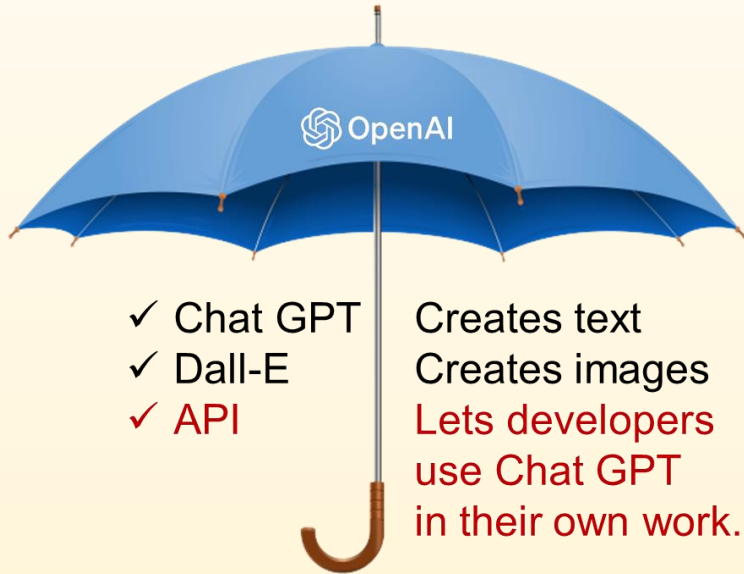 OpenAI
✓ Chat GPT Creates text
✓ Dall-E Creates images
✓ API Lets developers
use Chat GPT
in their own work.